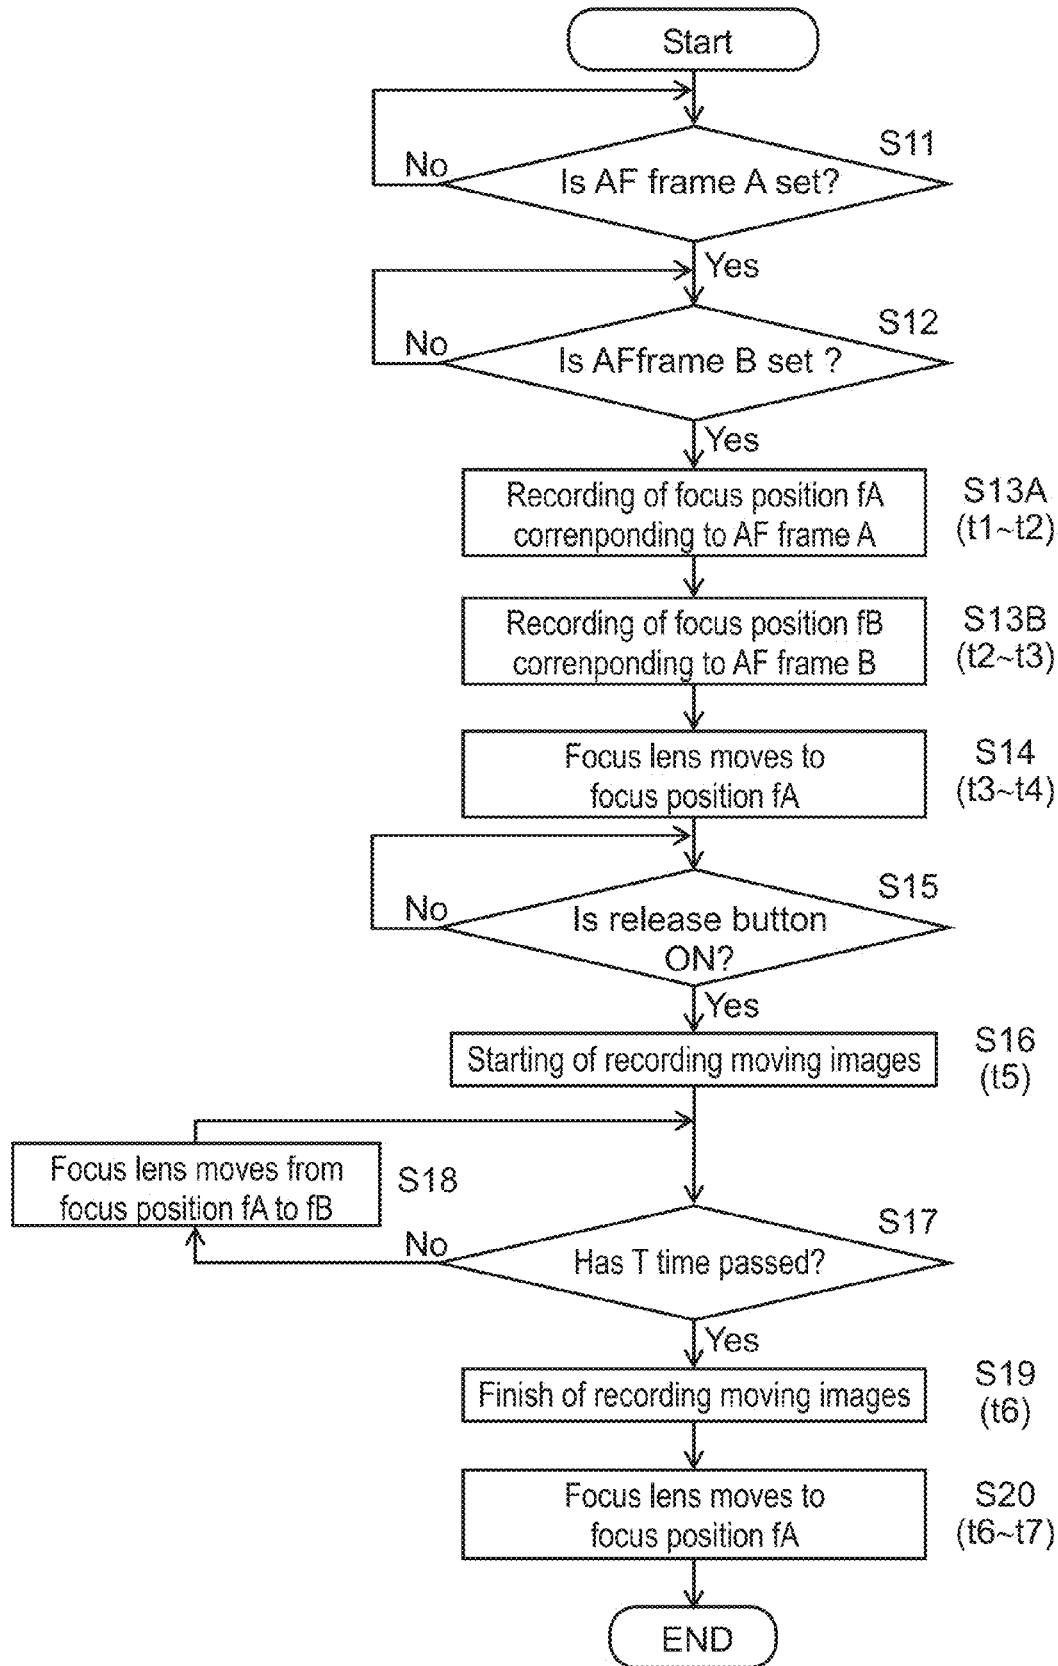 Start
S11
No
Is AF frame A set?
Yes
S12
No
Is AFframe B set ?
Yes
Recording of focus position fA
correnponding to AF frame A
S13A
(t1~t2)
Recording of focus position fB
correnponding to AF frame B
S13B
(t2~t3)
Focus lens moves to
focus position fA
S14
(t3~t4)
S15
No
Is release button
ON?
Yes
Starting of recording moving images
S16
(t5)
Focus lens moves from
focus position fA to fB
S18
S17
No
Has T time passed?
Yes
Finish of recording moving images
S19
(t6)
Focus lens moves to
focus position fA
S20
(t6~t7)
END